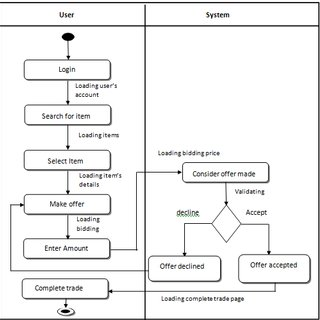 User
System
Login
Loading user's
account
Search for item
Loading items
Select Item
Loading item's
details
Make offer
Loading
bidding
Enter Amount
Loading bidding price
Consider offer made
Validating
decline
Accept
Offer declined
Offer accepted
Complete trade
Loading complete trade page